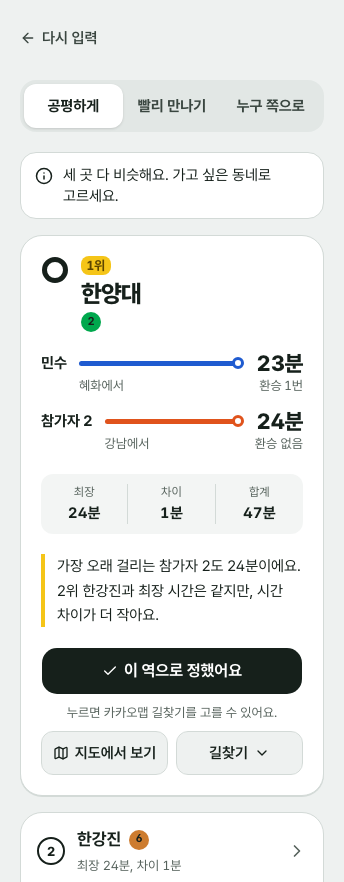 다시 입력
공평하게 빨리 만나기 누구 쪽으로
세 곳 다 비슷해요. 가고 싶은 동네로
고르세요.
1위
한양대
2
민수 23분
혜화에서 환승 1번
참가자 2 24분
강남에서 환승 없음
최장 차이 합계
24분 1분 47분
가장 오래 걸리는 참가자 2도 24분이에요.
2위 한강진과 최장 시간은 같지만, 시간
차이가 더 작아요.
이 역으로 정했어요
누르면 카카오맵 길찾기를 고를 수 있어요.
지도에서 보기 길찾기
2 한강진 6
최장 24분, 차이 1분